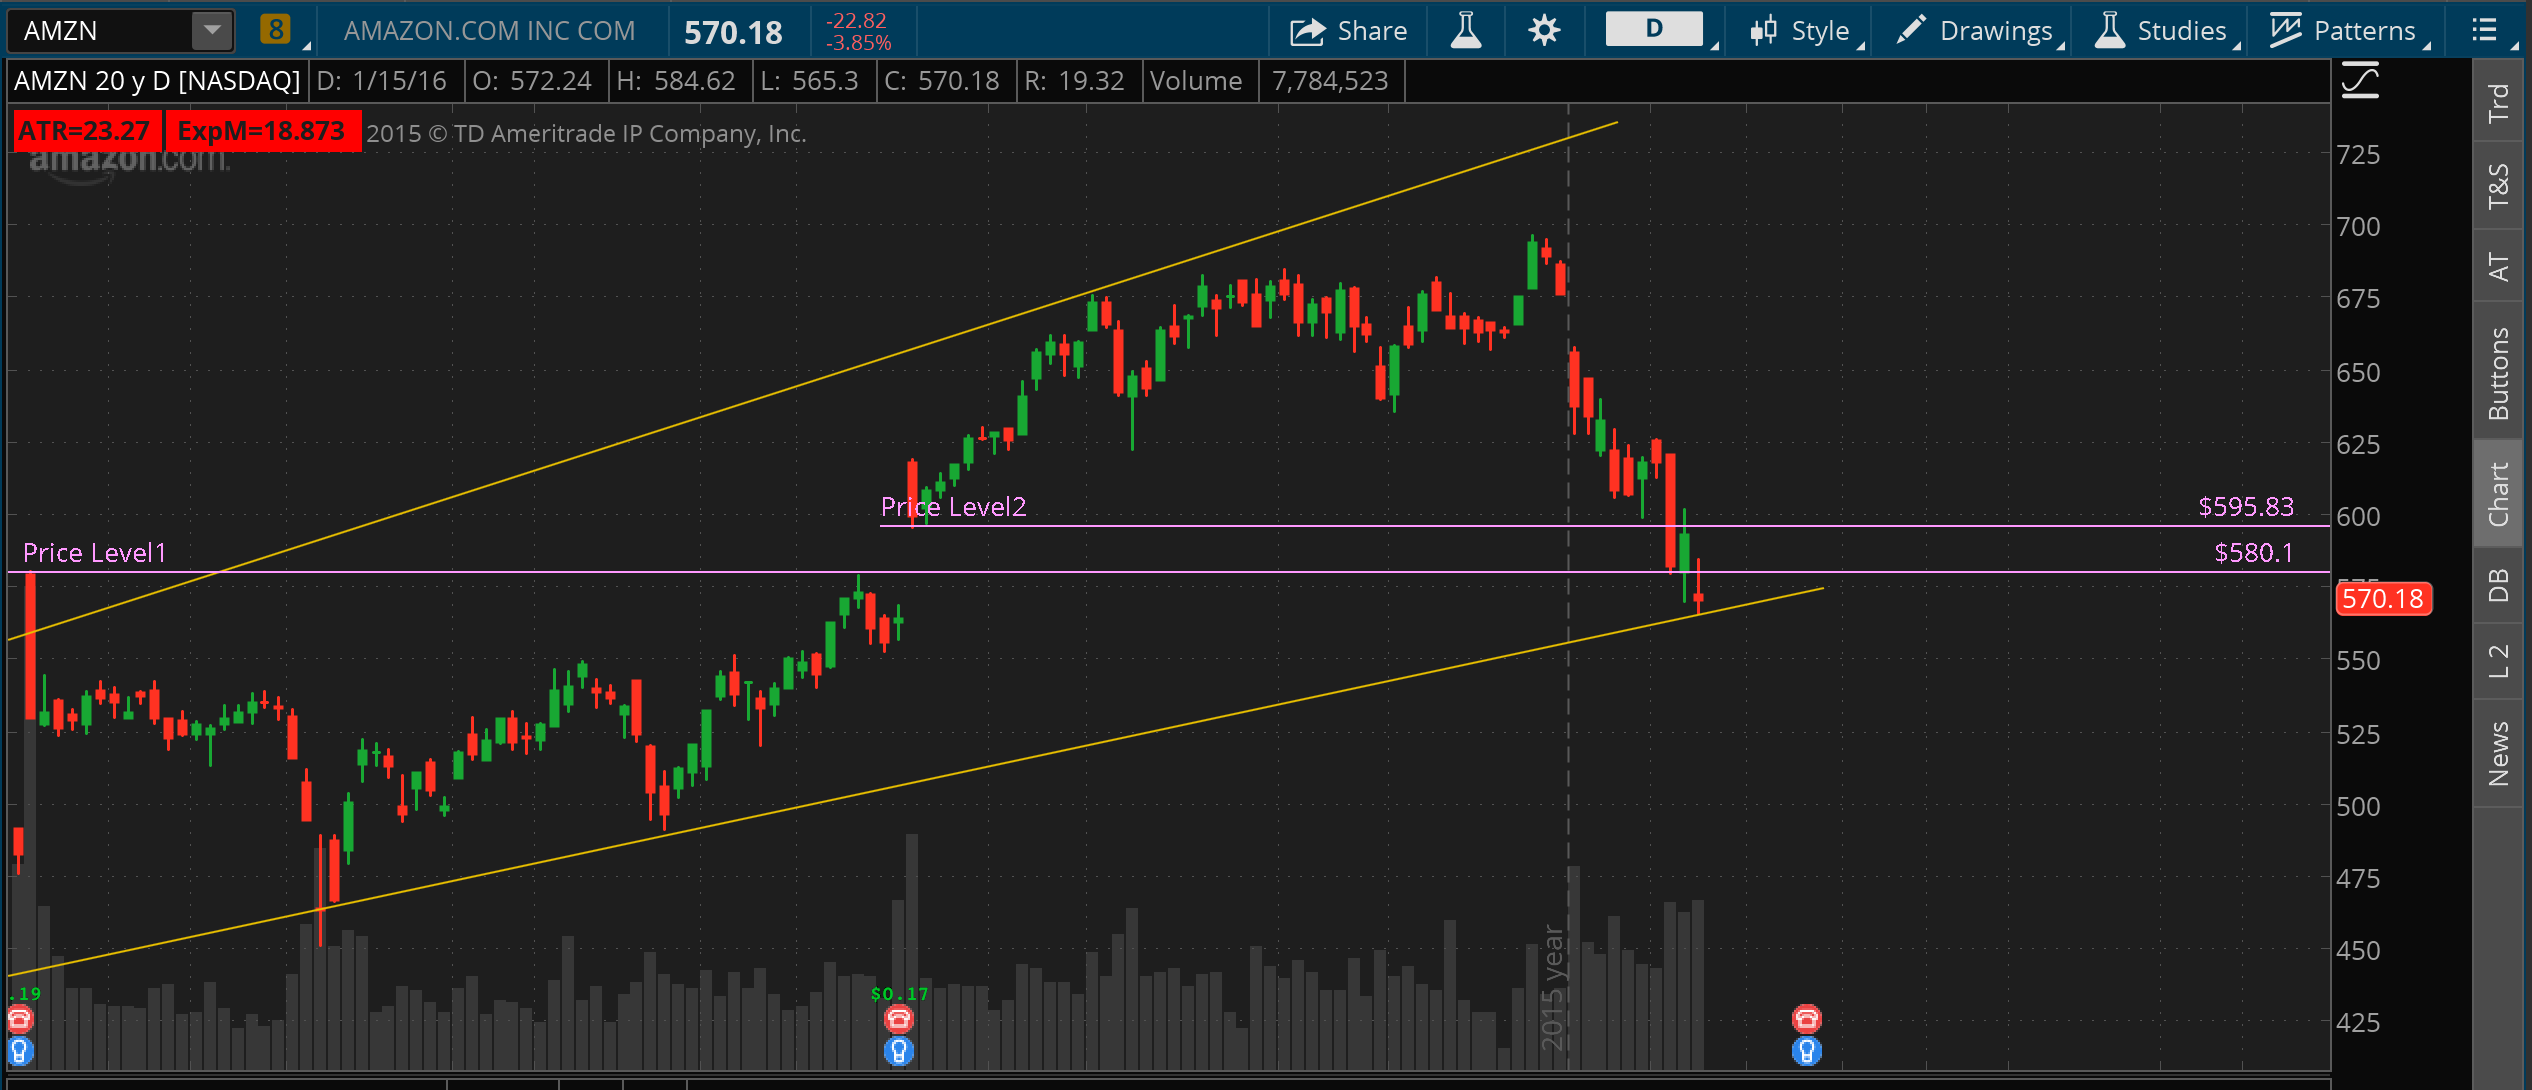 AMZN 8 AMAZON.COM INC COM 570.18 -22.82 -3.85% Share D Style Drawings Studies Patterns
AMZN 20 y D [NASDAQ] D: 1/15/16 O: 572.24 H: 584.62 L: 565.3 C: 570.18 R: 19.32 Volume 7,784,523
ATR=23.27 ExpM=18.873 2015 © TD Ameritrade IP Company, Inc.
amazon.com.
725
700
675
650
625
Price Level2 $595.83
600
Price Level1 $580.1
575
570.18
550
525
500
475
450
425
.19
$0.17
2015 year
Trd
T&S
AT
Buttons
Chart
DB
L 2
News